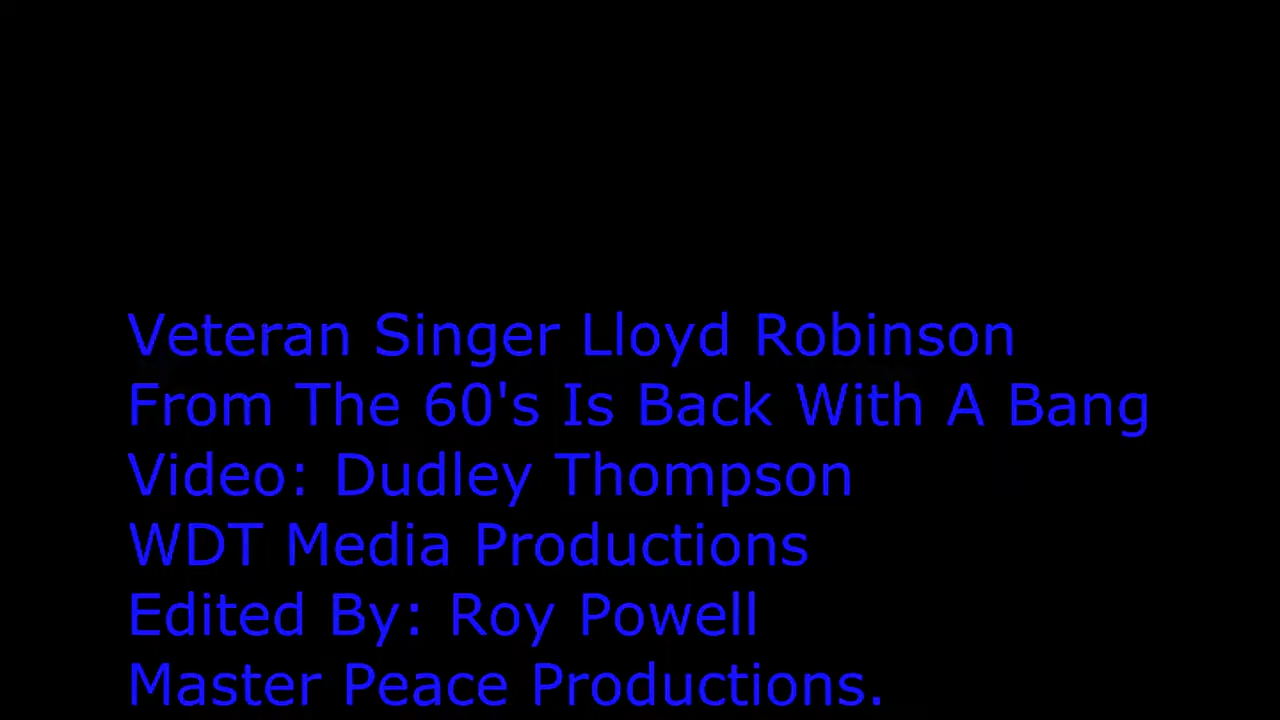 Veteran Singer Lloyd Robinson
From The 60's Is Back With A Bang
Video: Dudley Thompson
WDT Media Productions
Edited By: Roy Powell
Master Peace Productions.